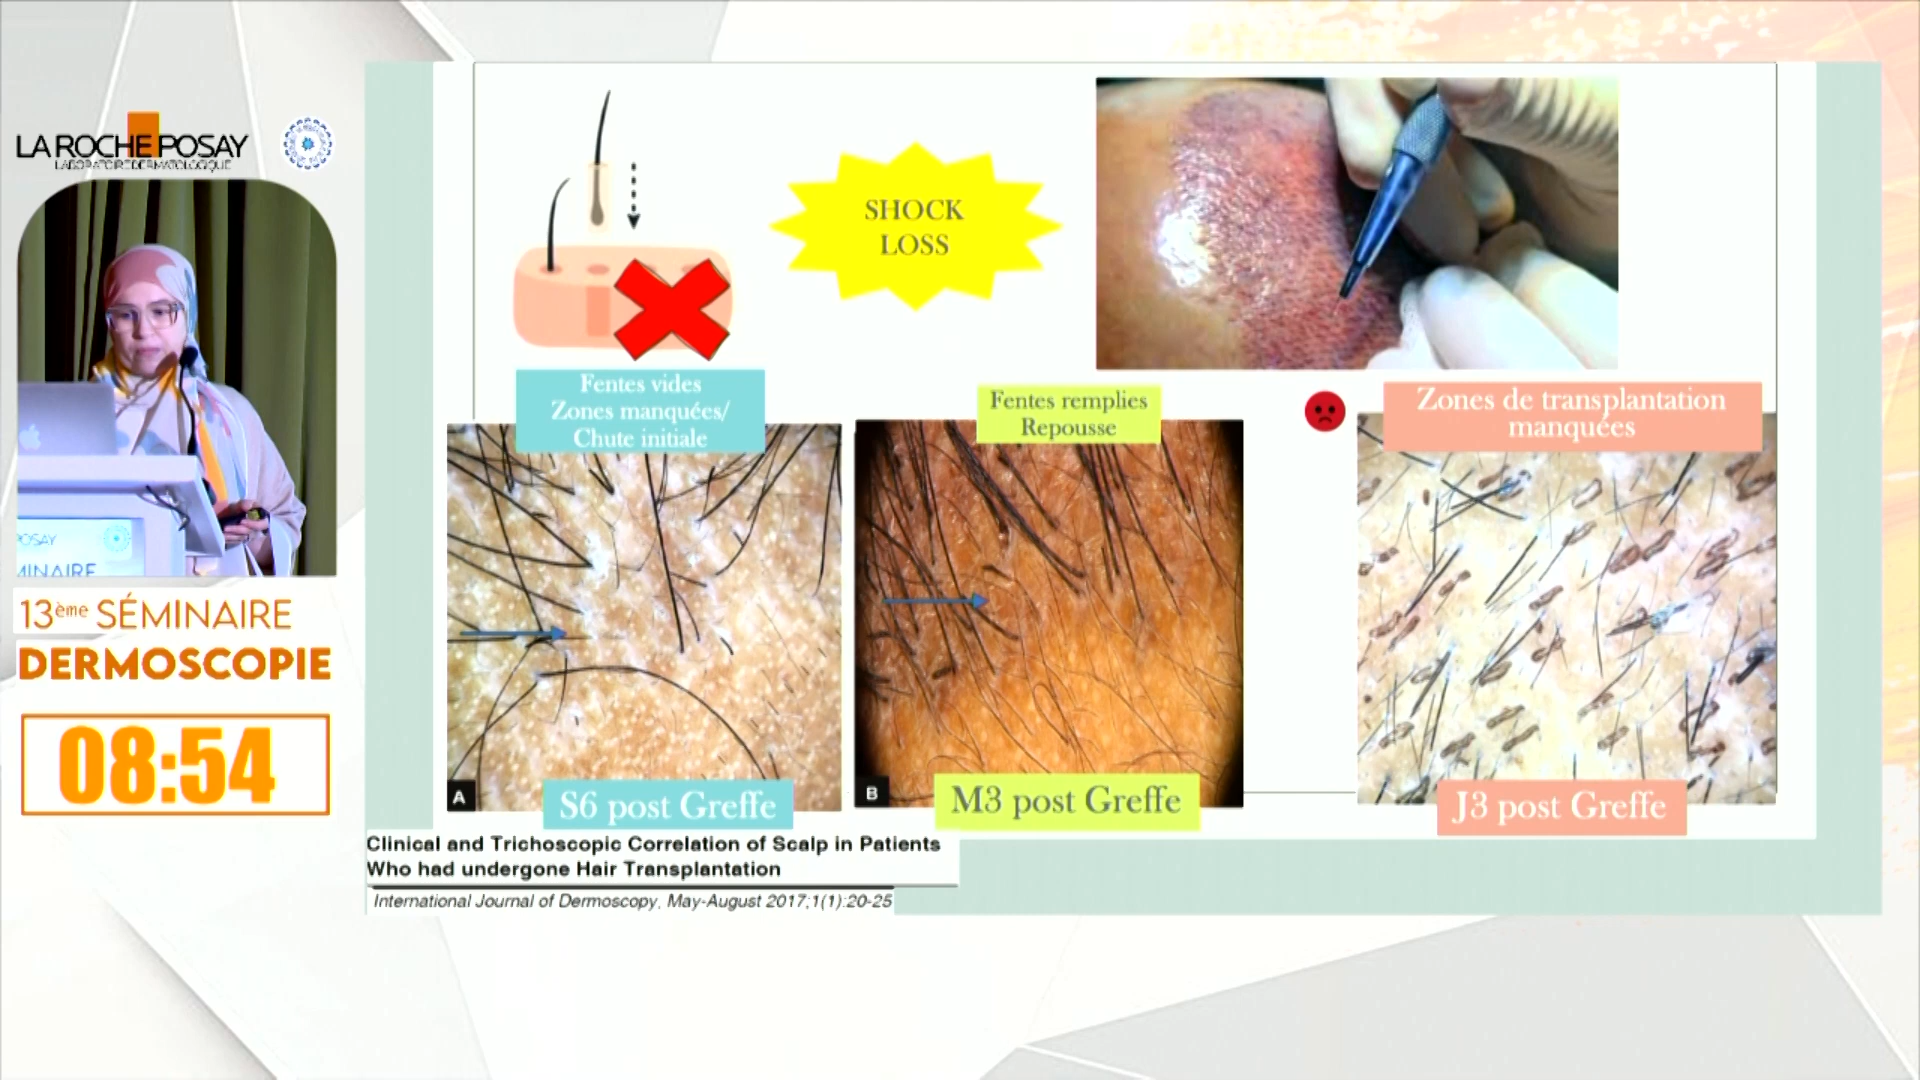 LA ROCHE POSAY
LABORATOIRE DERMATOLOGIQUE
POSAY
MINAIRE
13ème SÉMINAIRE
DERMOSCOPIE
08:54
SHOCK
LOSS
Fentes vides
Zones manquées/
Chute initiale
Fentes remplies
Repousse
Zones de transplantation
manquées
A
S6 post Greffe
B
M3 post Greffe
J3 post Greffe
Clinical and Trichoscopic Correlation of Scalp in Patients
Who had undergone Hair Transplantation
International Journal of Dermoscopy, May-August 2017;1(1):20-25